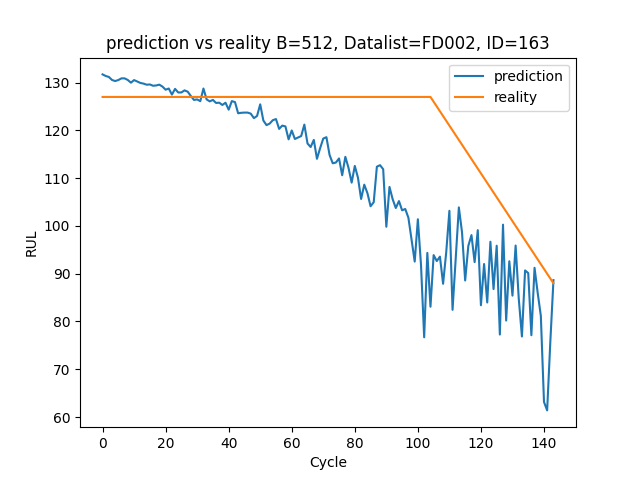 prediction vs reality B=512, Datalist=FD002, ID=163
prediction
reality
RUL
130
120
110
100
90
80
70
60
0 20 40 60 80 100 120 140
Cycle